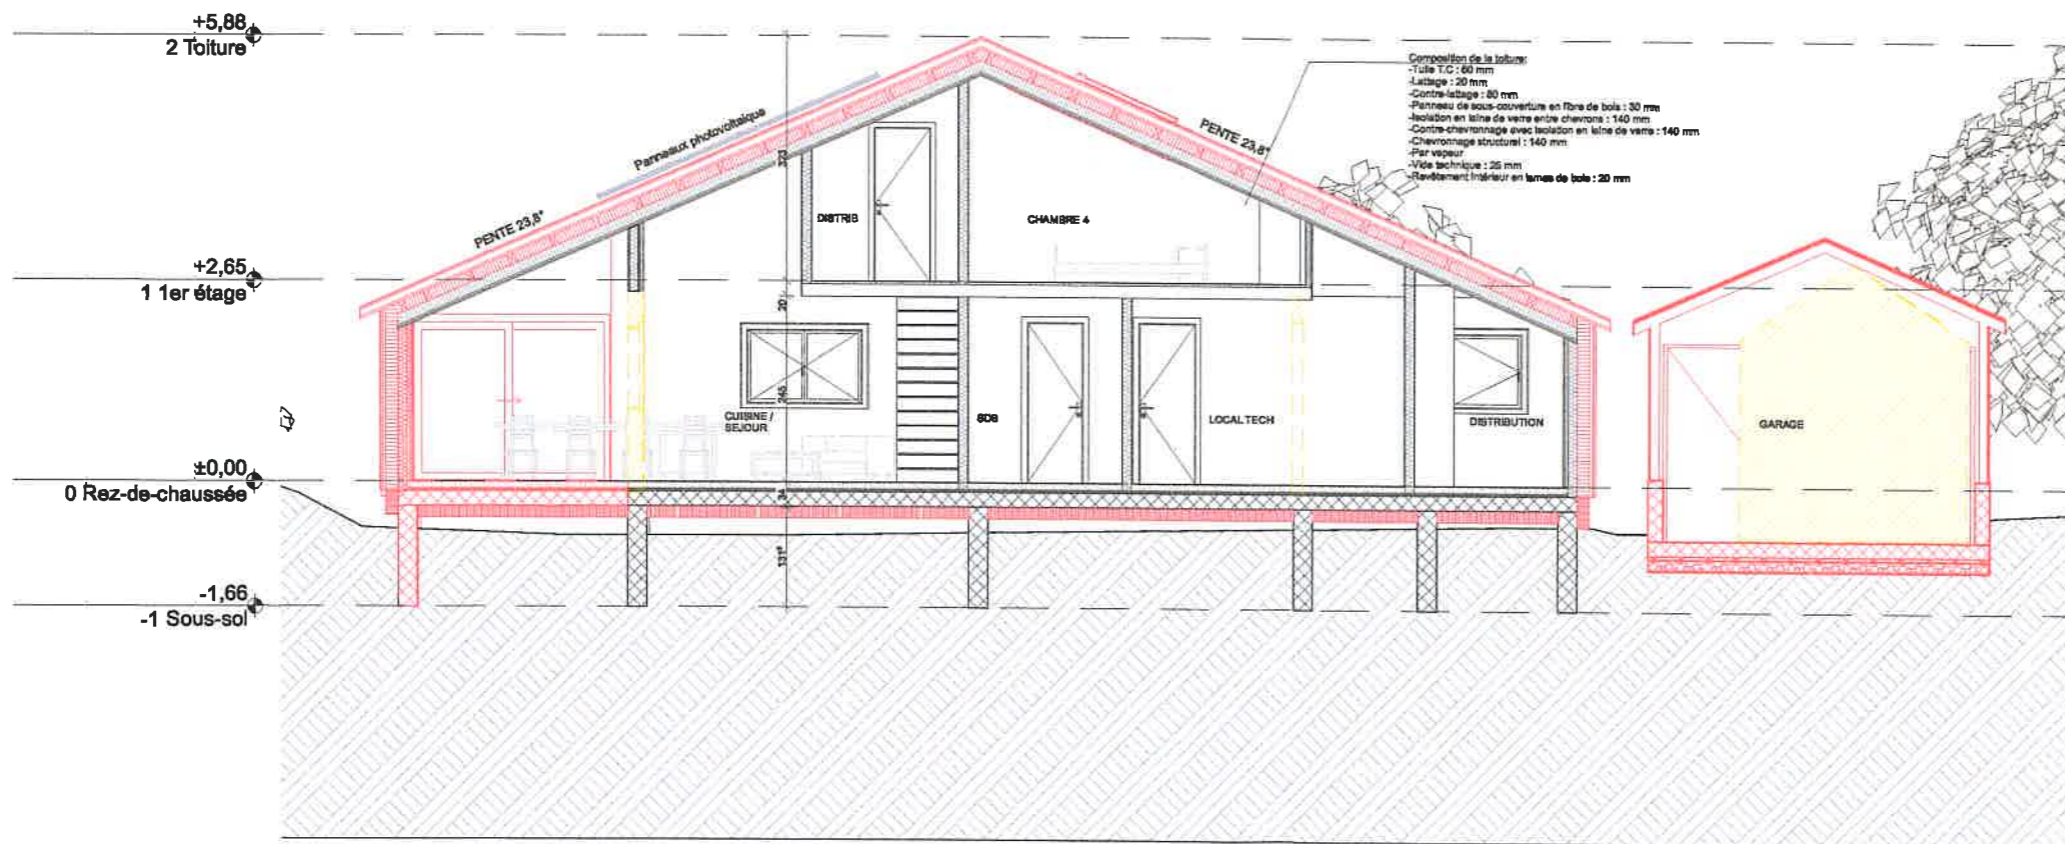 +5,88
2 Toiture
Composition de la toiture:
-Tuile T.C : 60 mm
-Lattage : 20 mm
-Contre-lattage : 80 mm
-Panneau de sous-couverture en fibre de bois : 30 mm
-Isolation en laine de verre entre chevrons : 140 mm
-Contre-chevronnage avec isolation en laine de verre : 140 mm
-Chevronnage structurel : 140 mm
-Par vapeur
-Vide technique : 25 mm
-Revêtement intérieur en lames de bois : 20 mm
Panneaux photovoltaïque
PENTE 23,8°
PENTE 23,8°
323
DISTRIB
CHAMBRE 4
+2,65
1 1er étage
20
245
CUISINE /
SEJOUR
SDB
LOCAL TECH
DISTRIBUTION
GARAGE
±0,00
0 Rez-de-chaussée
34
131⁵
-1,66
-1 Sous-sol